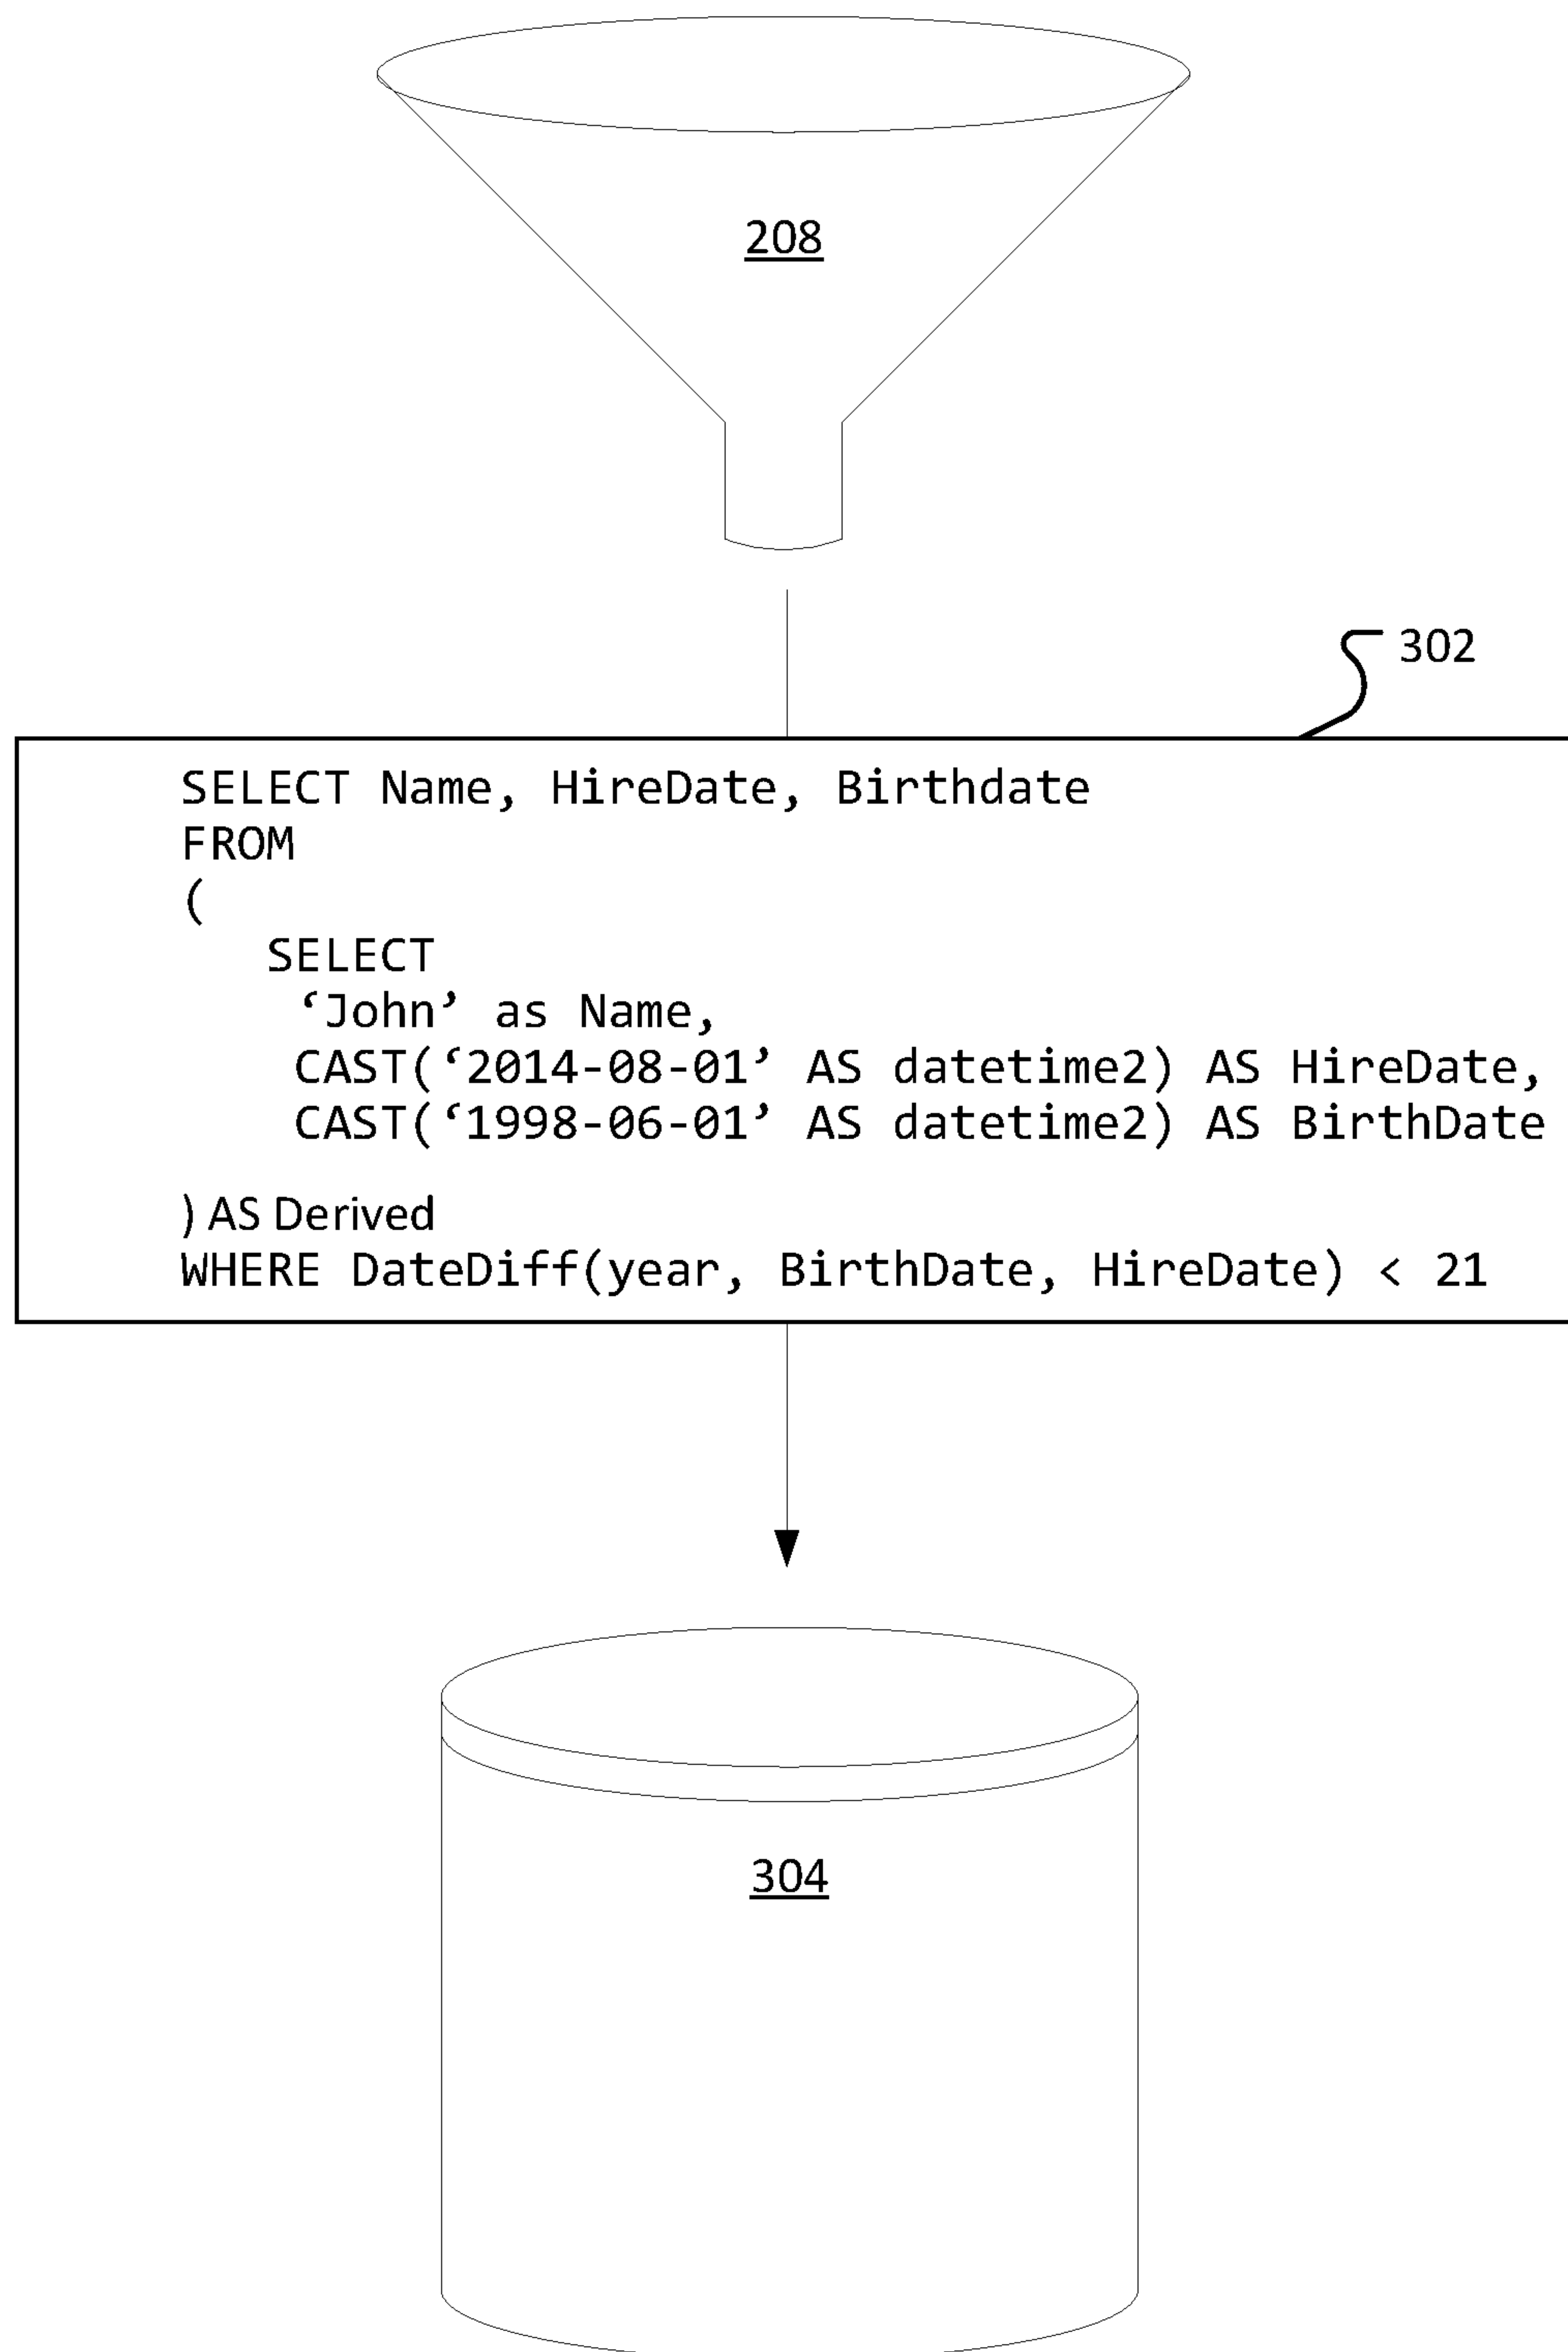 208
302
SELECT Name, HireDate, Birthdate
FROM
(
SELECT
‘John’ as Name,
CAST(‘2014-08-01’ AS datetime2) AS HireDate,
CAST(‘1998-06-01’ AS datetime2) AS BirthDate
) AS Derived
WHERE DateDiff(year, BirthDate, HireDate) < 21
304